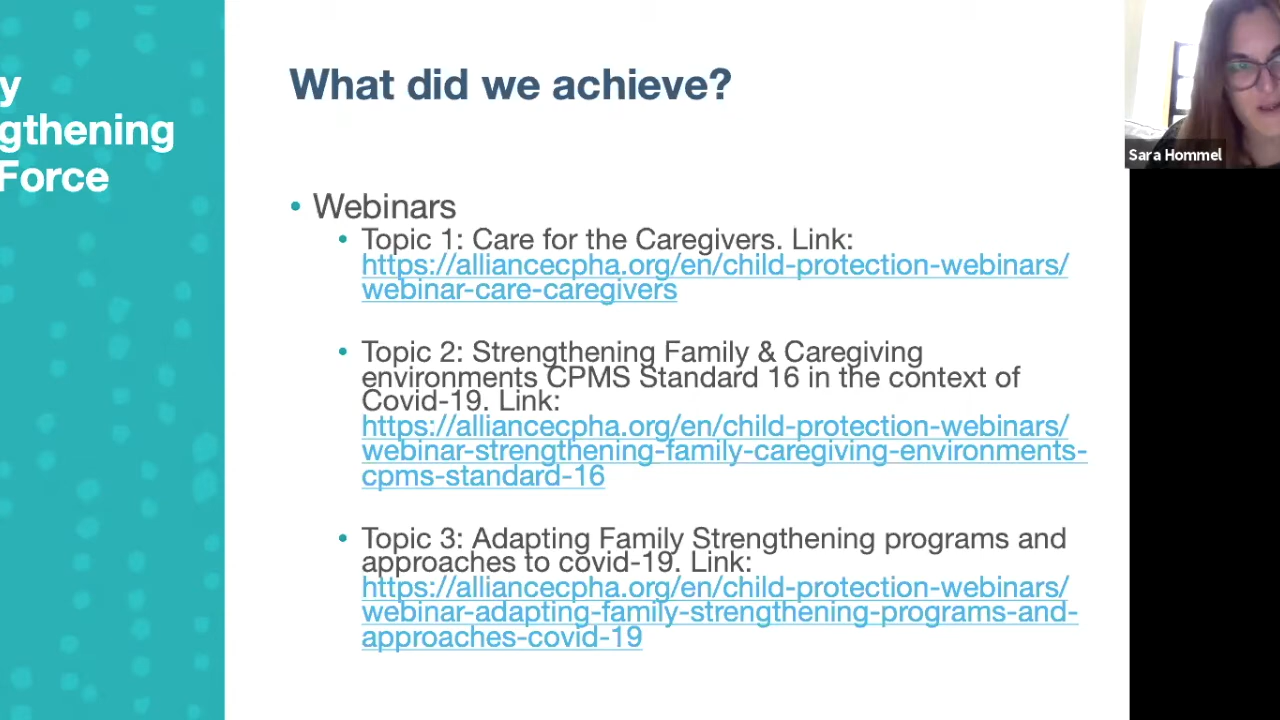 y
gthening
Force
What did we achieve?
Sara Hommel
• Webinars
• Topic 1: Care for the Caregivers. Link:
https://alliancecpha.org/en/child-protection-webinars/
webinar-care-caregivers
• Topic 2: Strengthening Family & Caregiving
environments CPMS Standard 16 in the context of
Covid-19. Link:
https://alliancecpha.org/en/child-protection-webinars/
webinar-strengthening-family-caregiving-environments-
cpms-standard-16
• Topic 3: Adapting Family Strengthening programs and
approaches to covid-19. Link:
https://alliancecpha.org/en/child-protection-webinars/
webinar-adapting-family-strengthening-programs-and-
approaches-covid-19